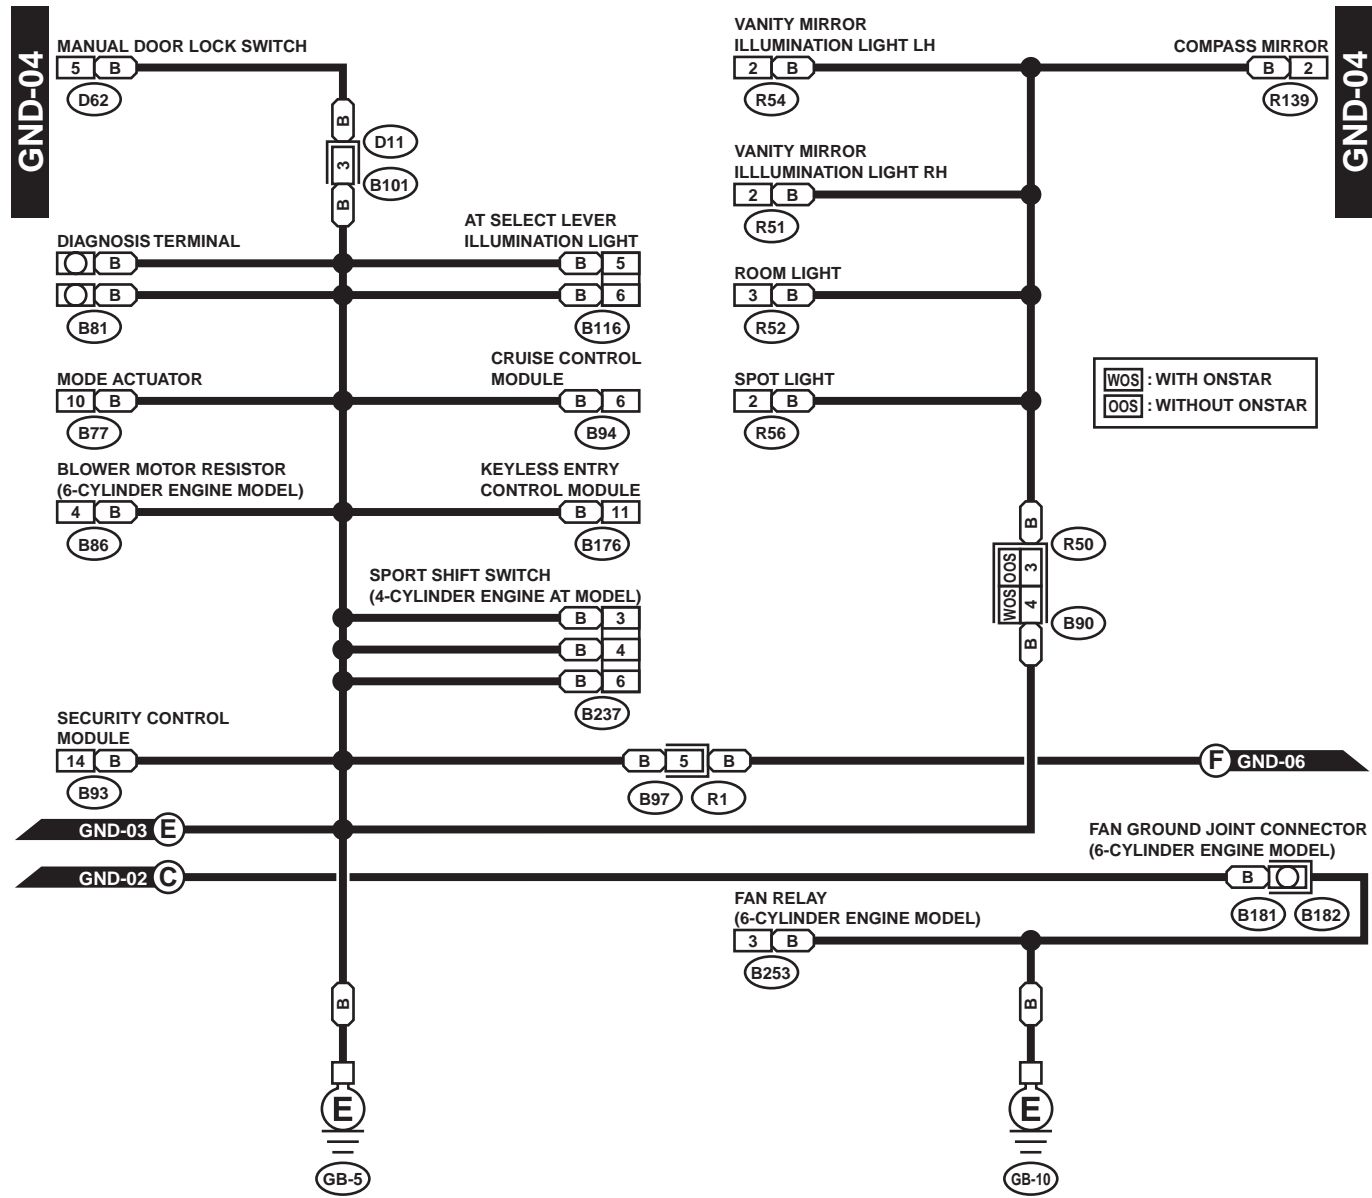 GND-04
MANUAL DOOR LOCK SWITCH
5 B
D62
B
D11
3
B101
B
DIAGNOSIS TERMINAL
B
B
B81
AT SELECT LEVER
ILLUMINATION LIGHT
B 5
B 6
B116
MODE ACTUATOR
10 B
B77
CRUISE CONTROL
MODULE
B 6
B94
BLOWER MOTOR RESISTOR
(6-CYLINDER ENGINE MODEL)
4 B
B86
KEYLESS ENTRY
CONTROL MODULE
B 11
B176
SPORT SHIFT SWITCH
(4-CYLINDER ENGINE AT MODEL)
B 3
B 4
B 6
B237
SECURITY CONTROL
MODULE
14 B
B93
B 5 B
B97 R1
F GND-06
GND-03 E
GND-02 C
B
E
GB-5
VANITY MIRROR
ILLUMINATION LIGHT LH
2 B
R54
COMPASS MIRROR
B 2
R139
GND-04
VANITY MIRROR
ILLLUMINATION LIGHT RH
2 B
R51
ROOM LIGHT
3 B
R52
SPOT LIGHT
2 B
R56
WOS : WITH ONSTAR
OOS : WITHOUT ONSTAR
B
R50
OOS 3
WOS 4
B90
B
FAN GROUND JOINT CONNECTOR
(6-CYLINDER ENGINE MODEL)
B
B181 B182
FAN RELAY
(6-CYLINDER ENGINE MODEL)
3 B
B253
B
E
GB-10